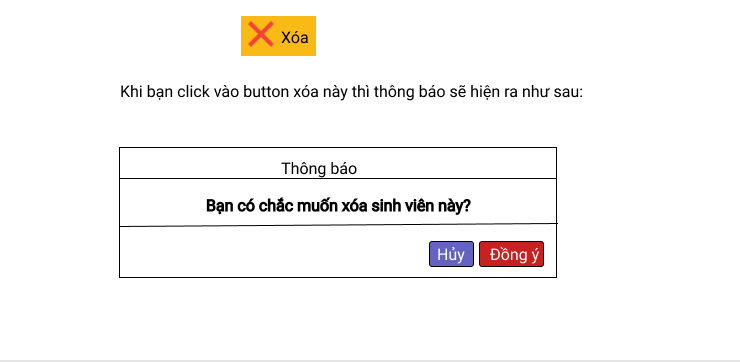 Xóa
Khi bạn click vào button xóa này thì thông báo sẽ hiện ra như sau:
Thông báo
Bạn có chắc muốn xóa sinh viên này?
Hủy Đồng ý